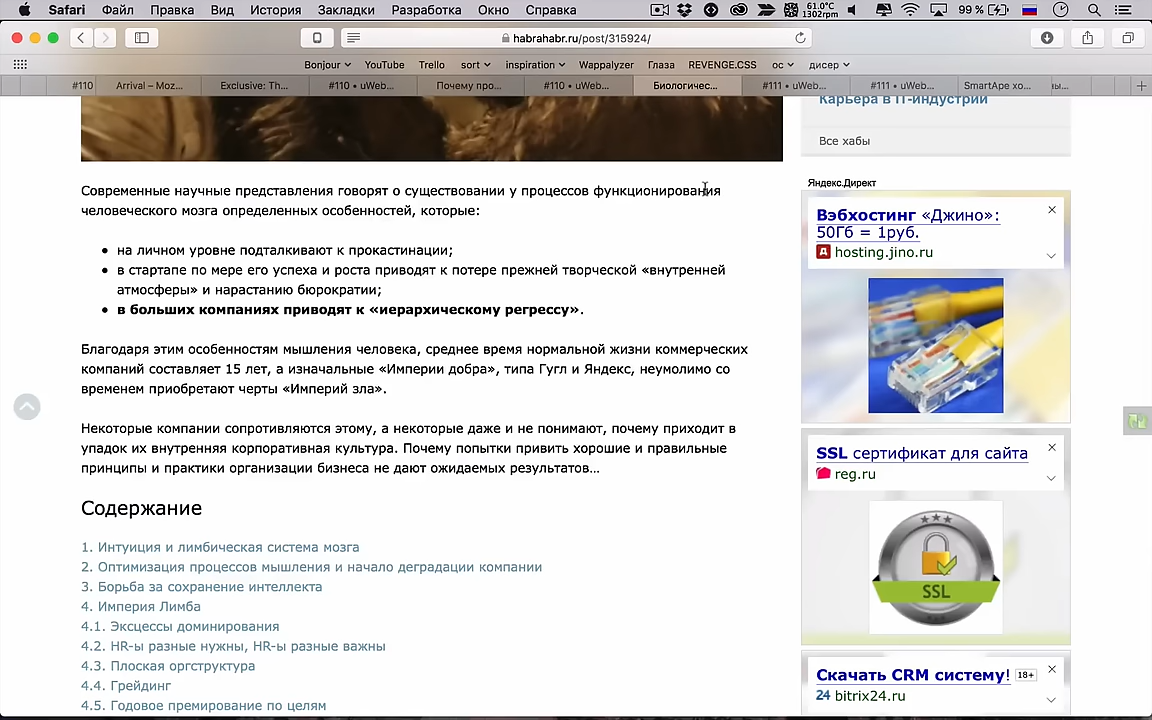 Safari Файл Правка Вид История Закладки Разработка Окно Справка 61.0°C 1302rpm 99 %
habrahabr.ru/post/315924/
Bonjour YouTube Trello sort inspiration Wappalyzer Глаза REVENGE.CSS ос дисер
#110 Arrival – Moz... Exclusive: Th... #110 • uWeb... Почему про... #110 • uWeb... Биологичес... #111 • uWeb... #111 • uWeb... SmartApe хо...
Карьера в IT-индустрии
Все хабы
Яндекс.Директ
Современные научные представления говорят о существовании у процессов функционирования
человеческого мозга определенных особенностей, которые:
• на личном уровне подталкивают к прокастинации;
• в стартапе по мере его успеха и роста приводят к потере прежней творческой «внутренней
атмосферы» и нарастанию бюрократии;
• в больших компаниях приводят к «иерархическому регрессу».
Благодаря этим особенностям мышления человека, среднее время нормальной жизни коммерческих
компаний составляет 15 лет, а изначальные «Империи добра», типа Гугл и Яндекс, неумолимо со
временем приобретают черты «Империй зла».
Некоторые компании сопротивляются этому, а некоторые даже и не понимают, почему приходит в
упадок их внутренняя корпоративная культура. Почему попытки привить хорошие и правильные
принципы и практики организации бизнеса не дают ожидаемых результатов…
Содержание
1. Интуиция и лимбическая система мозга
2. Оптимизация процессов мышления и начало деградации компании
3. Борьба за сохранение интеллекта
4. Империя Лимба
4.1. Эксцессы доминирования
4.2. HR-ы разные нужны, HR-ы разные важны
4.3. Плоская оргструктура
4.4. Грейдинг
4.5. Годовое премирование по целям
Вэбхостинг «Джино»:
50Гб = 1руб.
hosting.jino.ru
SSL сертификат для сайта
reg.ru
SSL
Скачать CRM систему! 18+
24 bitrix24.ru